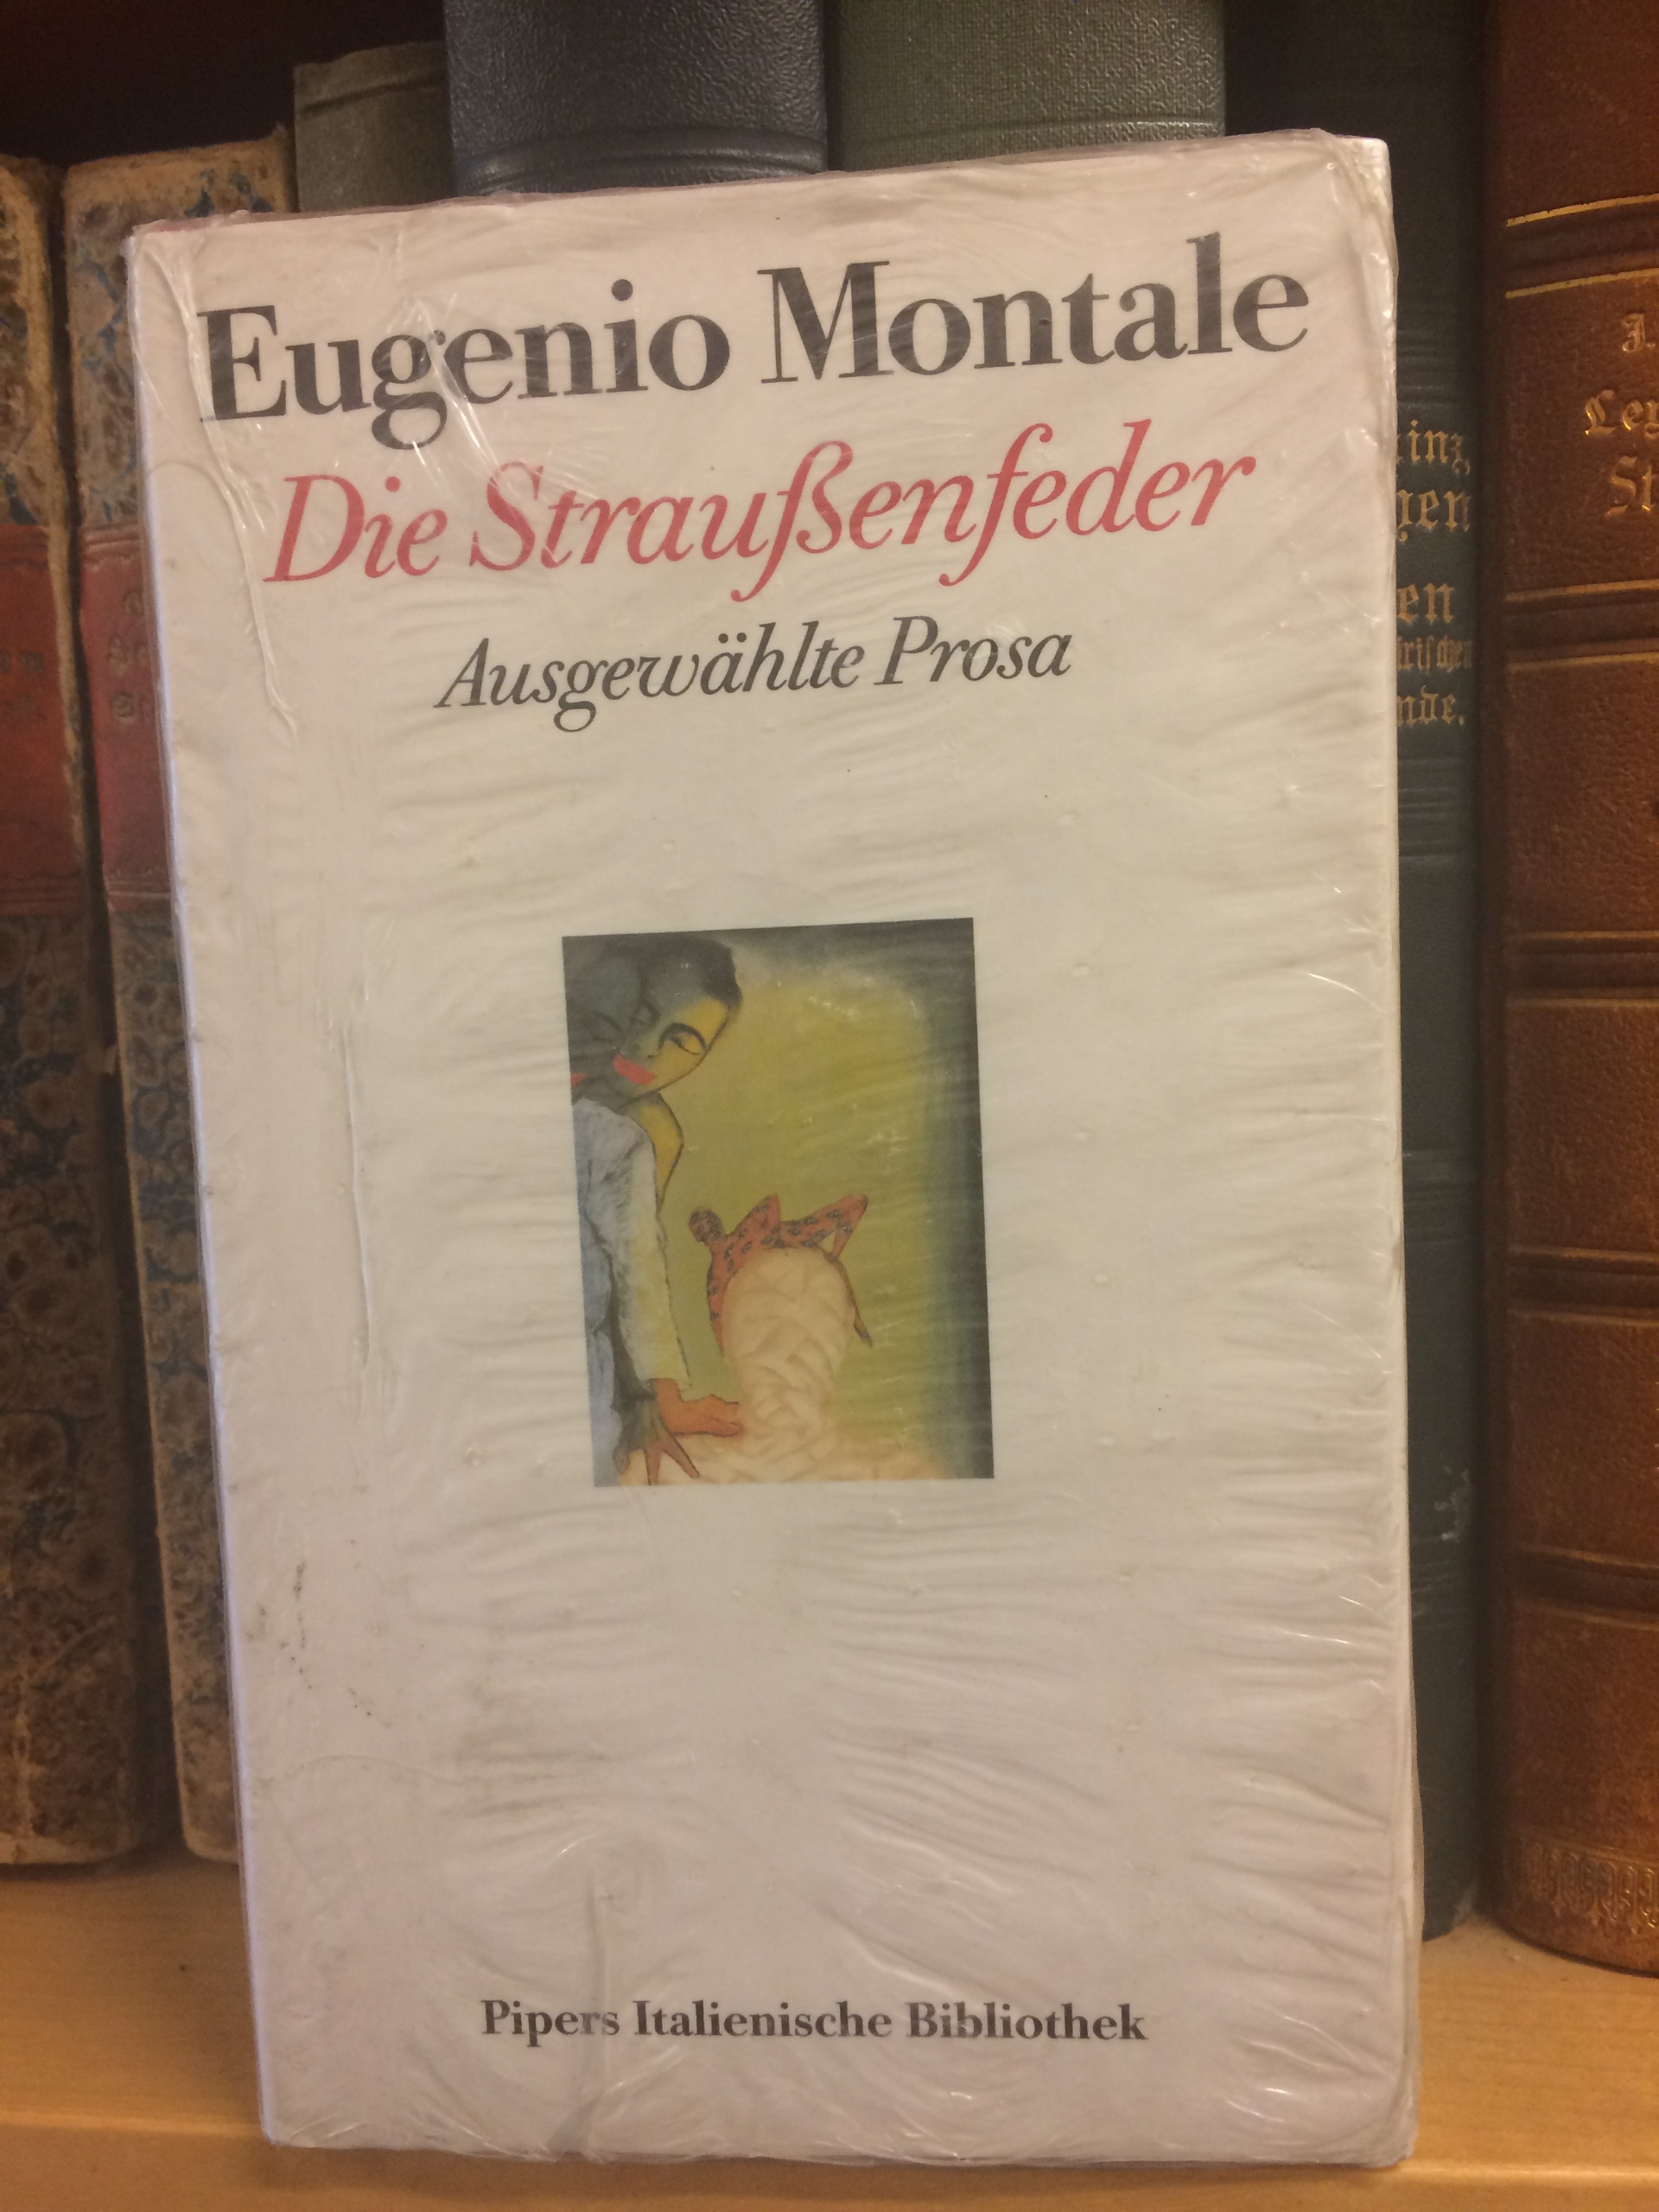 Eugenio Montale
Die Straußenfeder
Ausgewählte Prosa
Pipers Italienische Bibliothek